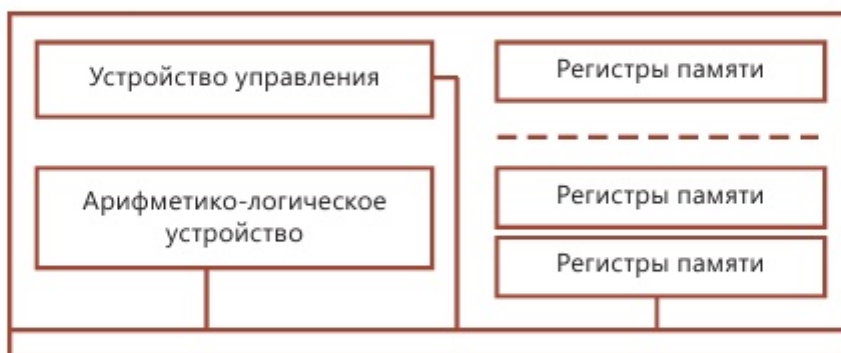 Устройство управления
Регистры памяти
Арифметико-логическое
устройство
Регистры памяти
Регистры памяти